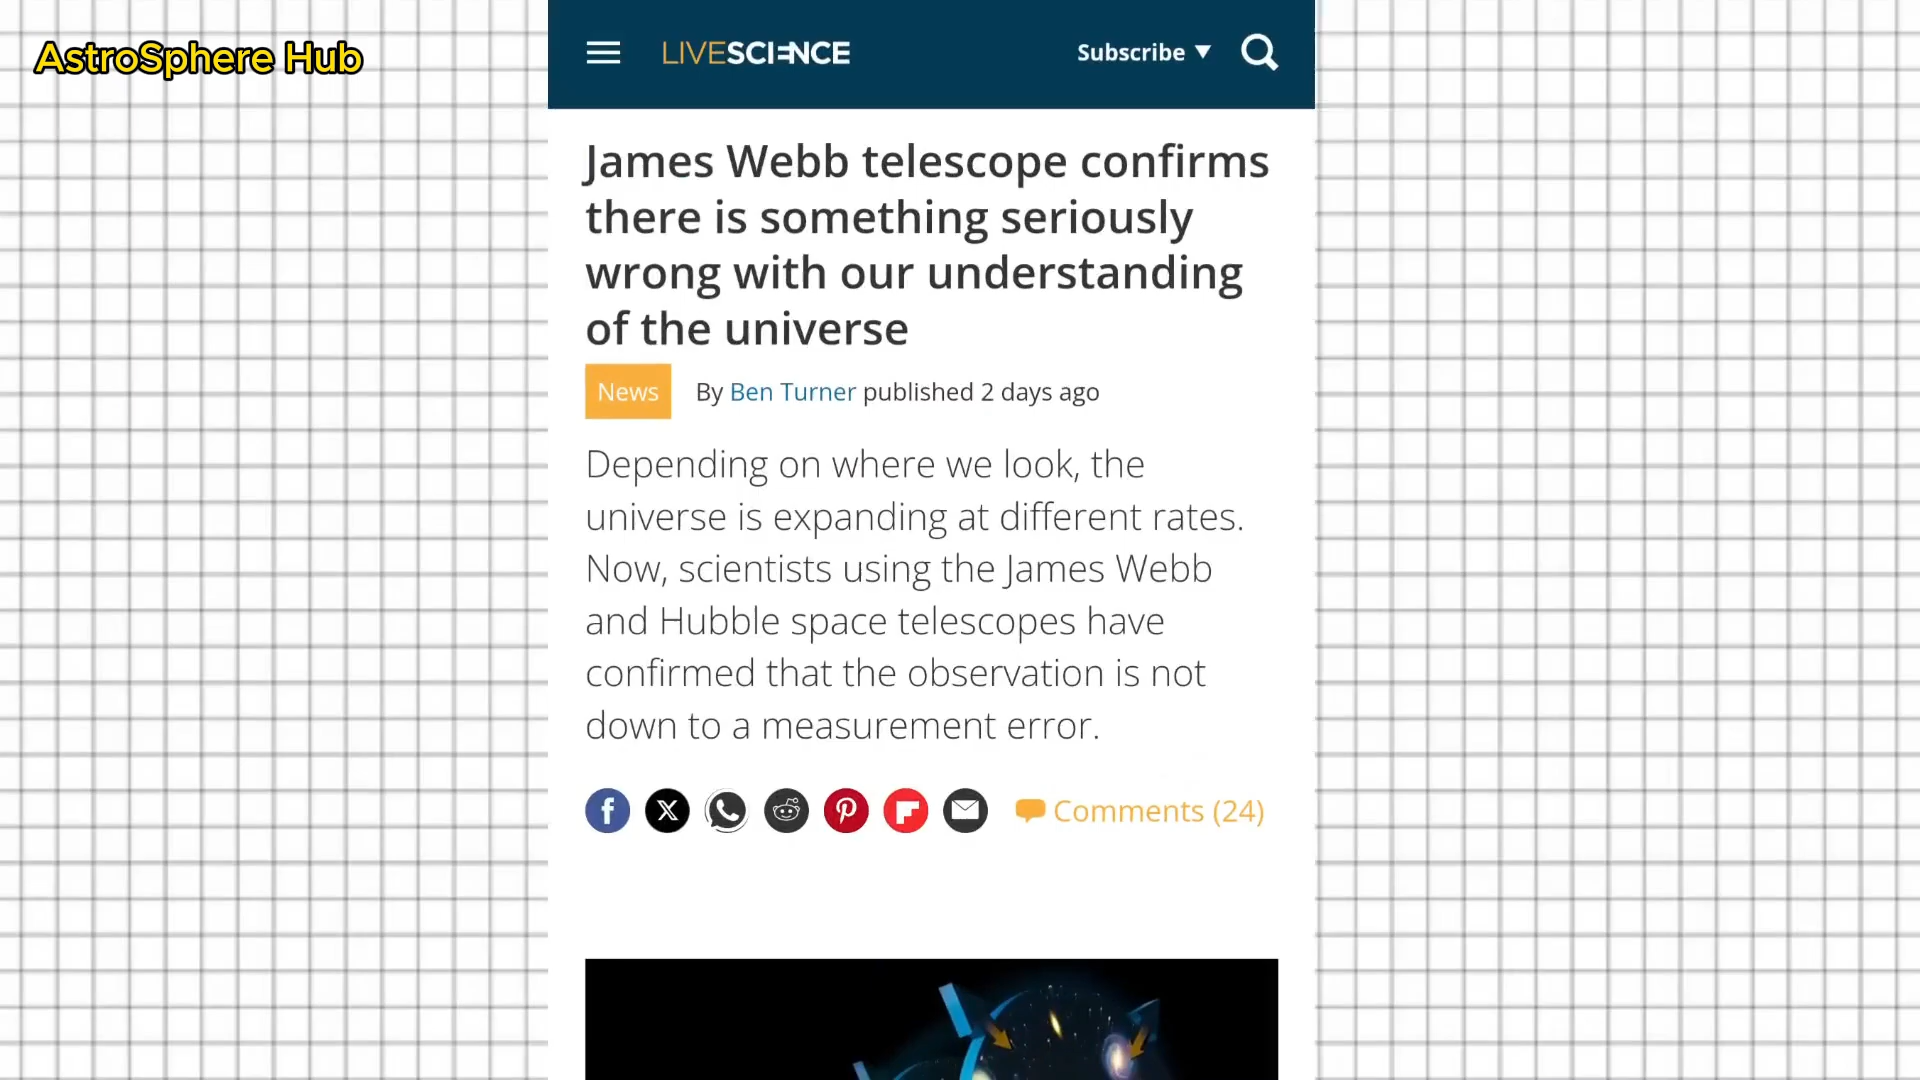 AstroSphere Hub
LIVESCIENCE
Subscribe
James Webb telescope confirms
there is something seriously
wrong with our understanding
of the universe
News
By Ben Turner published 2 days ago
Depending on where we look, the
universe is expanding at different rates.
Now, scientists using the James Webb
and Hubble space telescopes have
confirmed that the observation is not
down to a measurement error.
Comments (24)